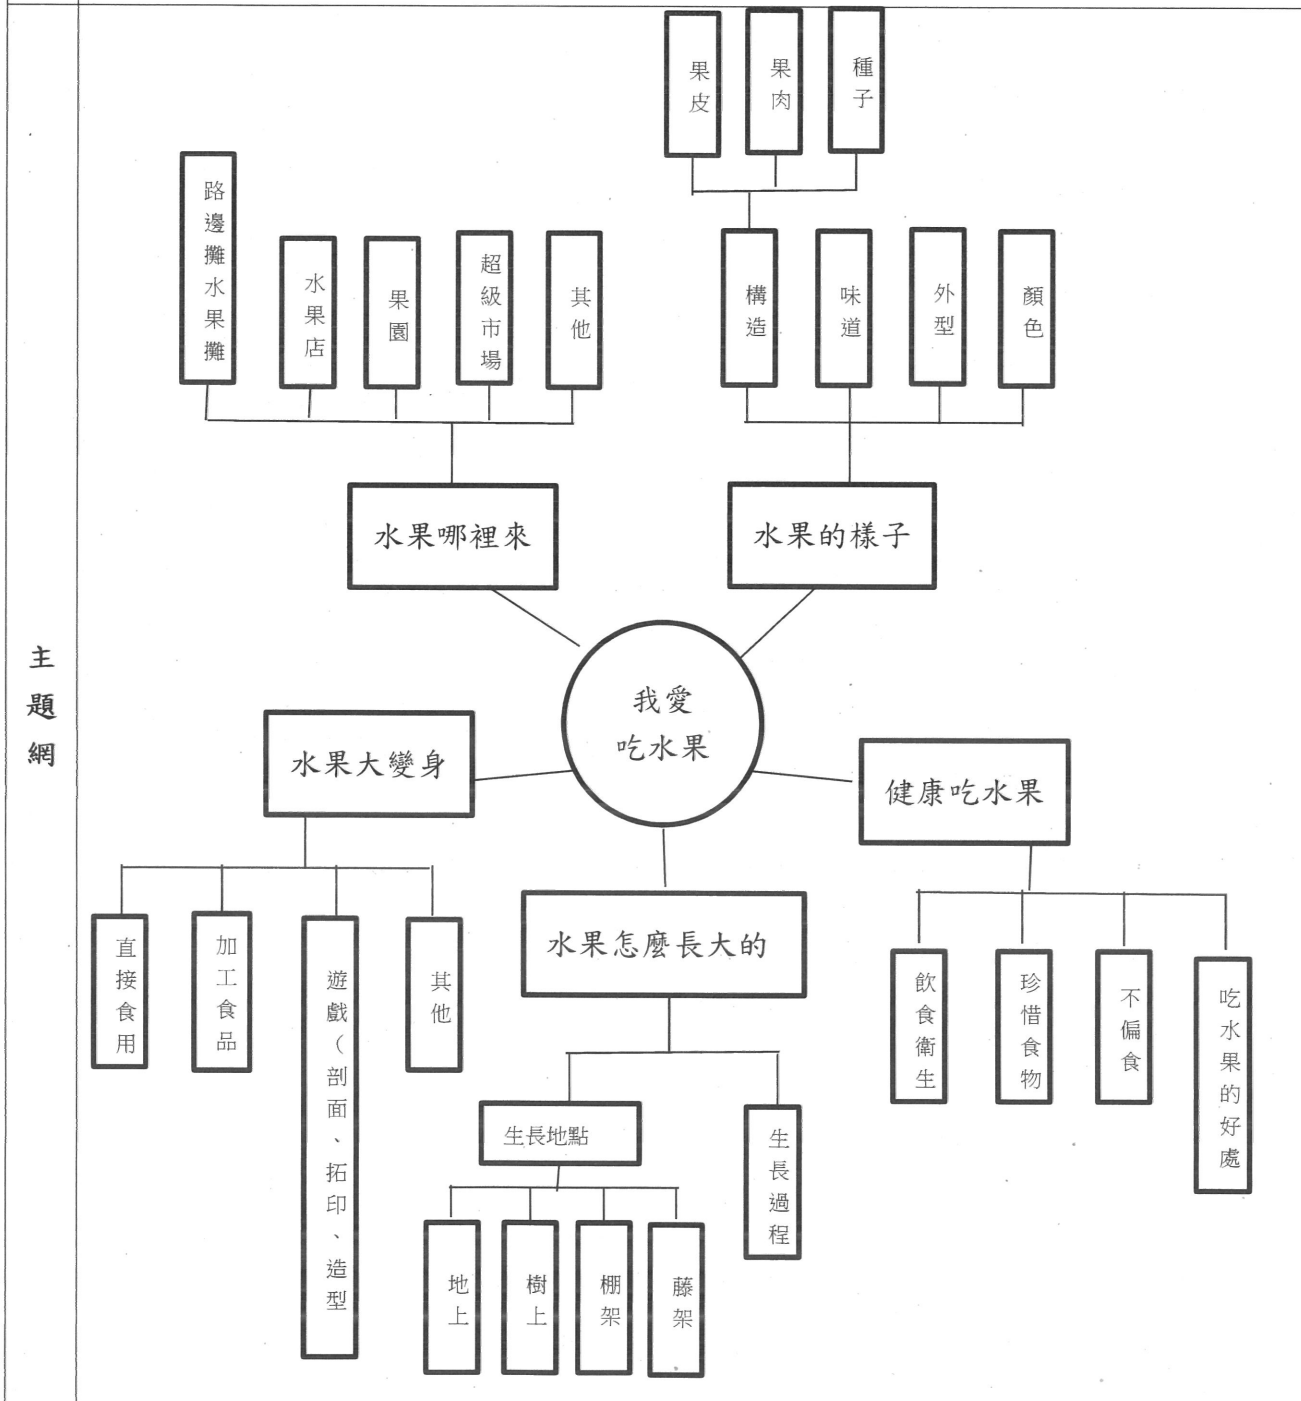 主題網
果皮
果肉
種子
路邊攤水果攤
水果店
果園
超級市場
其他
構造
味道
外型
顏色
水果哪裡來
水果的樣子
我愛
吃水果
水果大變身
健康吃水果
直接食用
加工食品
遊戲（剖面、拓印、造型
其他
水果怎麼長大的
飲食衛生
珍惜食物
不偏食
吃水果的好處
生長地點
生長過程
地上
樹上
棚架
藤架